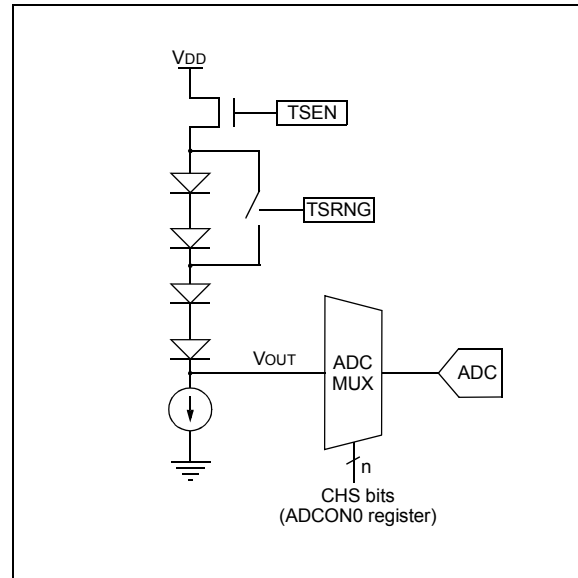 VDD
TSEN
TSRNG
VOUT
ADC
MUX
ADC
n
CHS bits
(ADCON0 register)